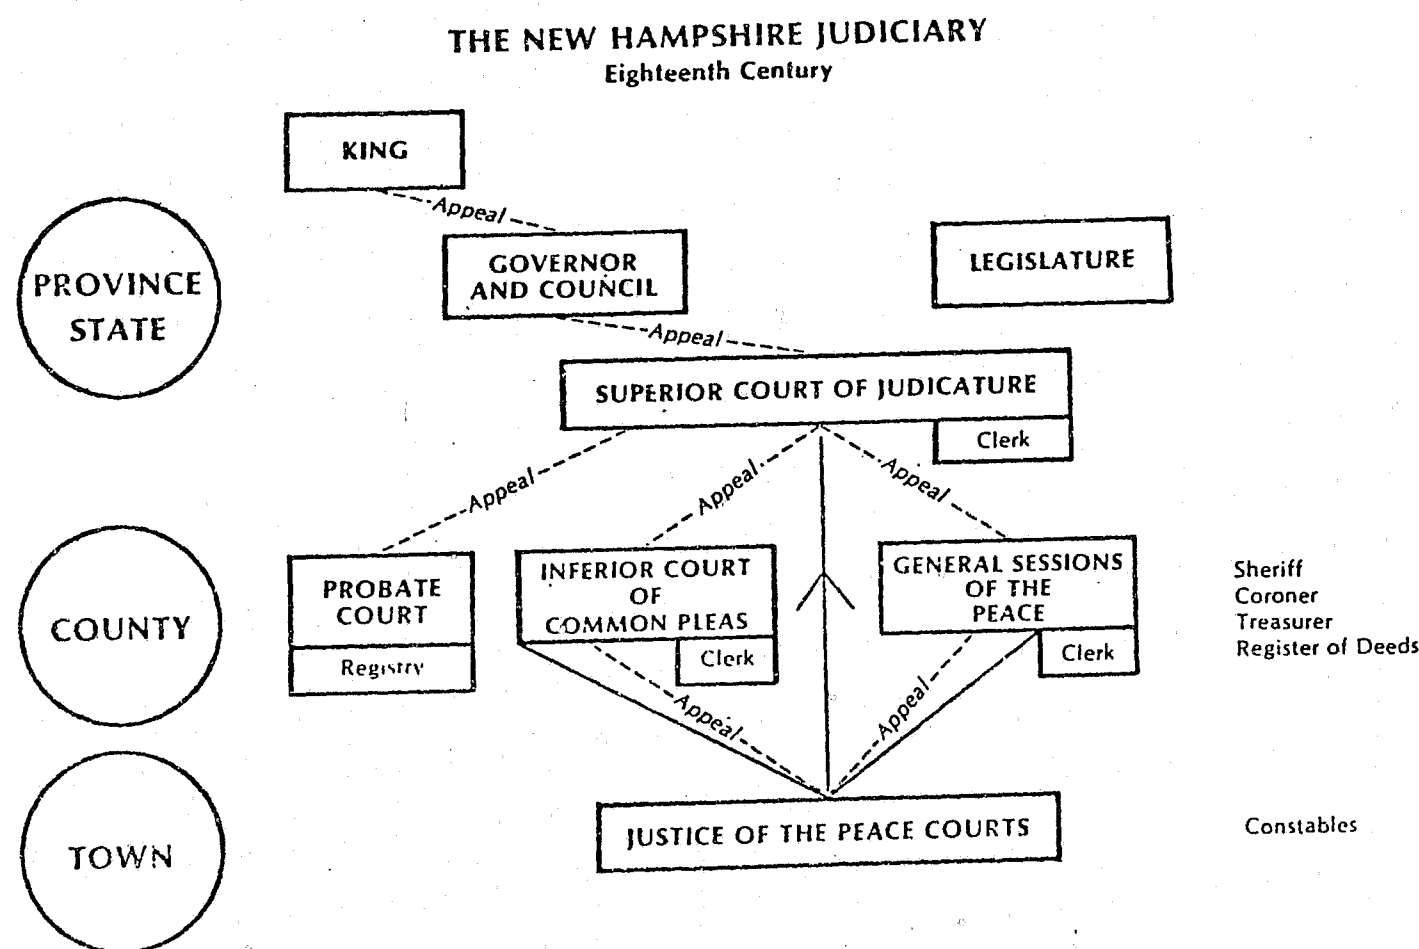 THE NEW HAMPSHIRE JUDICIARY
Eighteenth Century
KING
Appeal
PROVINCE
STATE
GOVERNOR
AND COUNCIL
LEGISLATURE
Appeal
SUPERIOR COURT OF JUDICATURE
Clerk
Appeal
Appeal
Appeal
COUNTY
PROBATE
COURT
Registry
INFERIOR COURT
OF
COMMON PLEAS
Clerk
GENERAL SESSIONS
OF THE
PEACE
Clerk
Sheriff
Coroner
Treasurer
Register of Deeds
Appeal
Appeal
TOWN
JUSTICE OF THE PEACE COURTS
Constables